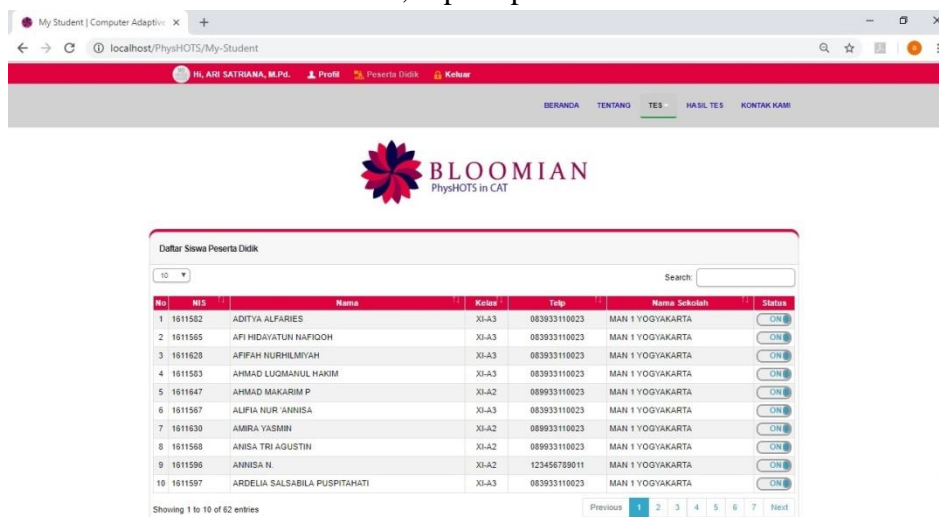 My Student | Computer Adaptive
localhost/PhysHOTS/My-Student
Hi, ARI SATRIANA, M.Pd. Profil Peserta Didik Keluar
BERANDA TENTANG TES HASIL TES KONTAK KAMI
BLOOMIAN
PhysHOTS in CAT
Daftar Siswa Peserta Didik
10 Search:
No NIS Nama Kelas Telp Nama Sekolah Status
1 1611582 ADITYA ALFARIES XI-A3 083933110023 MAN 1 YOGYAKARTA ON
2 1611565 AFI HIDAYATUN NAFIQOH XI-A3 083933110023 MAN 1 YOGYAKARTA ON
3 1611628 AFIFAH NURHILMIYAH XI-A3 083933110023 MAN 1 YOGYAKARTA ON
4 1611583 AHMAD LUQMANUL HAKIM XI-A3 083933110023 MAN 1 YOGYAKARTA ON
5 1611647 AHMAD MAKARIM P XI-A2 089933110023 MAN 1 YOGYAKARTA ON
6 1611567 ALIFIA NUR 'ANNISA XI-A3 083933110023 MAN 1 YOGYAKARTA ON
7 1611630 AMIRA YASMIN XI-A2 089933110023 MAN 1 YOGYAKARTA ON
8 1611568 ANISA TRI AGUSTIN XI-A2 089933110023 MAN 1 YOGYAKARTA ON
9 1611596 ANNISA N. XI-A2 123456789011 MAN 1 YOGYAKARTA ON
10 1611597 ARDELIA SALSABILA PUSPITAHATI XI-A3 083933110023 MAN 1 YOGYAKARTA ON
Showing 1 to 10 of 62 entries Previous 1 2 3 4 5 6 7 Next